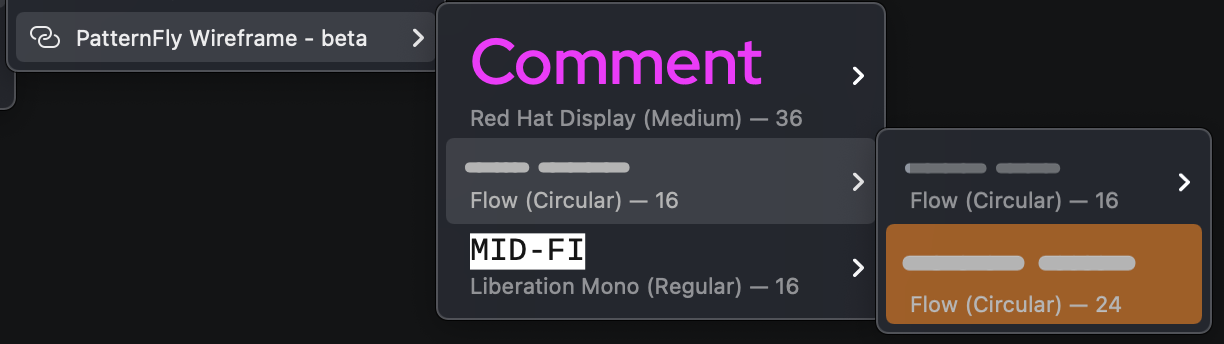 PatternFly Wireframe - beta
Comment
Red Hat Display (Medium) — 36
Flow (Circular) — 16
MID-FI
Liberation Mono (Regular) — 16
Flow (Circular) — 16
Flow (Circular) — 24